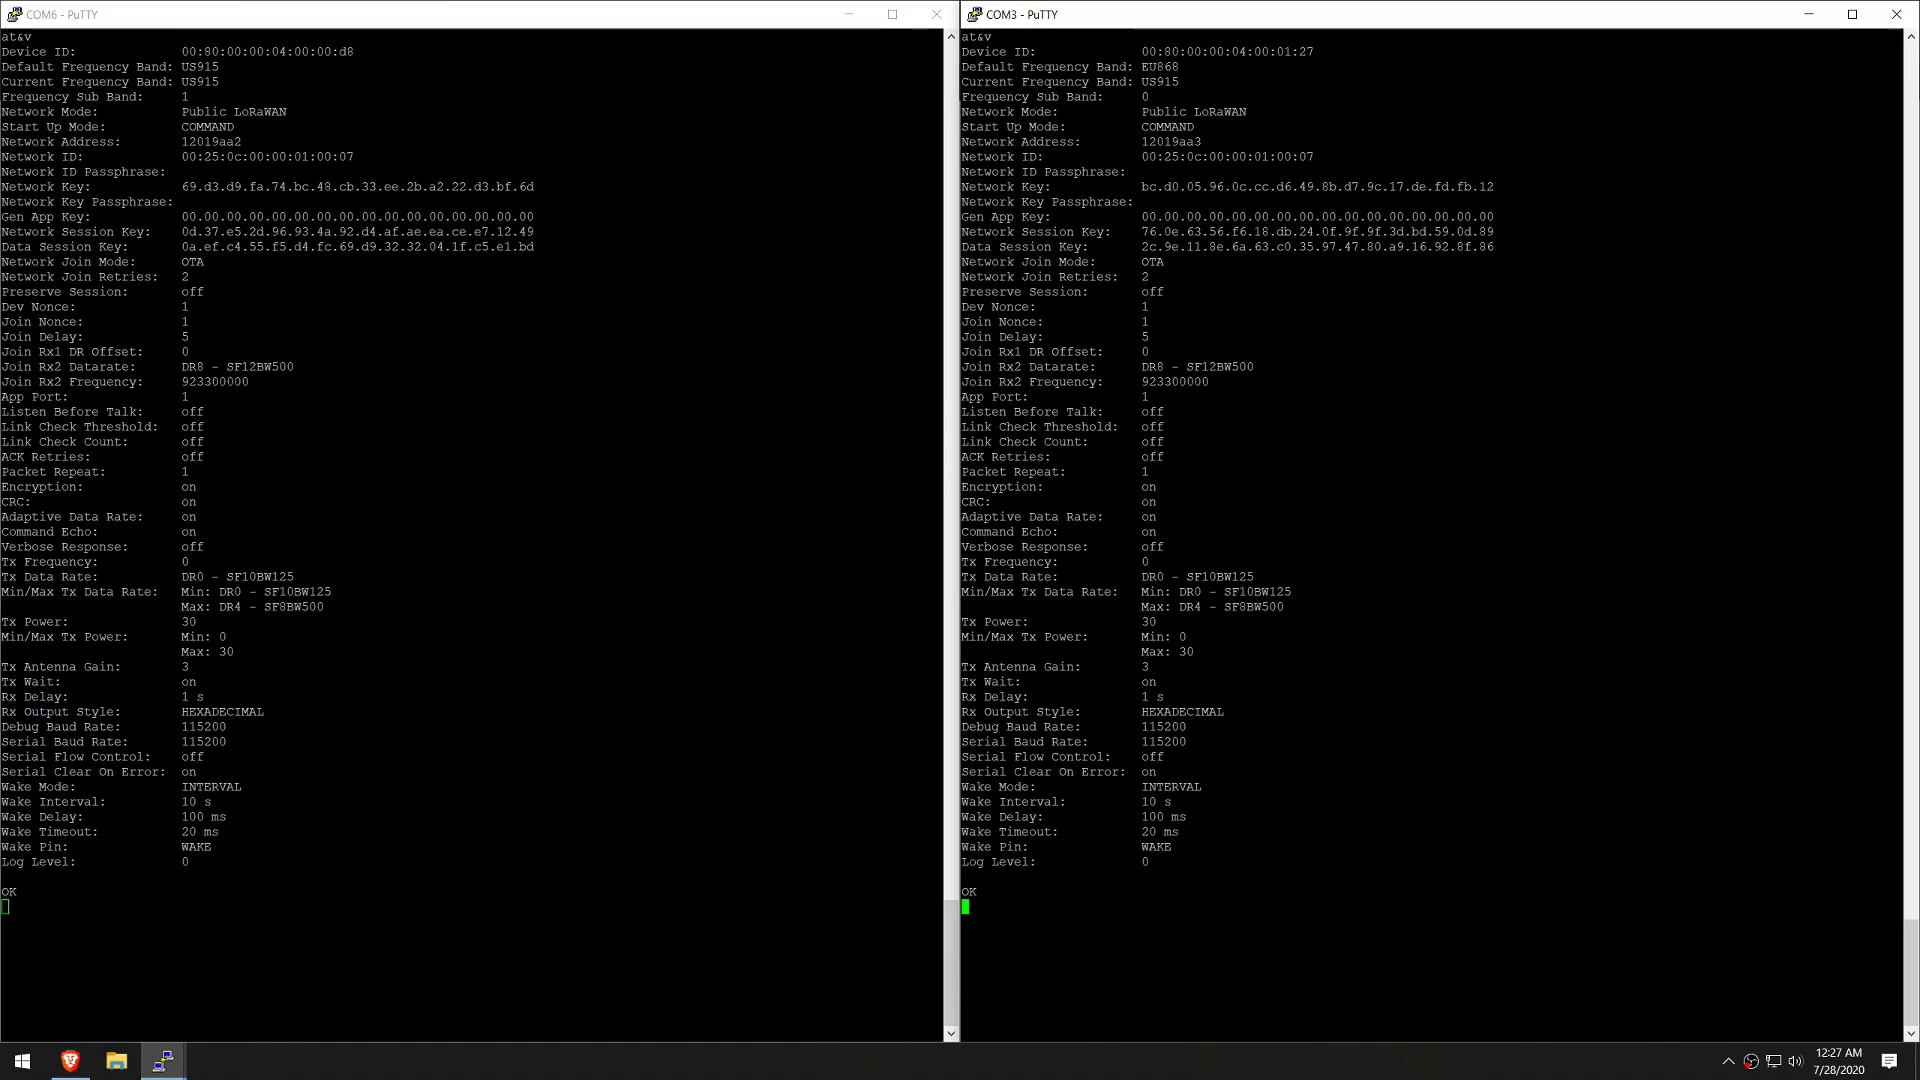 COM6 - PuTTY
at&v
Device ID: 00:80:00:00:04:00:00:d8
Default Frequency Band: US915
Current Frequency Band: US915
Frequency Sub Band: 1
Network Mode: Public LoRaWAN
Start Up Mode: COMMAND
Network Address: 12019aa2
Network ID: 00:25:0c:00:00:01:00:07
Network ID Passphrase:
Network Key: 69.d3.d9.fa.74.bc.48.cb.33.ee.2b.a2.22.d3.bf.6d
Network Key Passphrase:
Gen App Key: 00.00.00.00.00.00.00.00.00.00.00.00.00.00.00.00
Network Session Key: 0d.37.e5.2d.96.93.4a.92.d4.af.ae.ea.ce.e7.12.49
Data Session Key: 0a.ef.c4.55.f5.d4.fc.69.d9.32.32.04.1f.c5.e1.bd
Network Join Mode: OTA
Network Join Retries: 2
Preserve Session: off
Dev Nonce: 1
Join Nonce: 1
Join Delay: 5
Join Rx1 DR Offset: 0
Join Rx2 Datarate: DR8 - SF12BW500
Join Rx2 Frequency: 923300000
App Port: 1
Listen Before Talk: off
Link Check Threshold: off
Link Check Count: off
ACK Retries: off
Packet Repeat: 1
Encryption: on
CRC: on
Adaptive Data Rate: on
Command Echo: on
Verbose Response: off
Tx Frequency: 0
Tx Data Rate: DR0 - SF10BW125
Min/Max Tx Data Rate: Min: DR0 - SF10BW125
Max: DR4 - SF8BW500
Tx Power: 30
Min/Max Tx Power: Min: 0
Max: 30
Tx Antenna Gain: 3
Tx Wait: on
Rx Delay: 1 s
Rx Output Style: HEXADECIMAL
Debug Baud Rate: 115200
Serial Baud Rate: 115200
Serial Flow Control: off
Serial Clear On Error: on
Wake Mode: INTERVAL
Wake Interval: 10 s
Wake Delay: 100 ms
Wake Timeout: 20 ms
Wake Pin: WAKE
Log Level: 0
OK
COM3 - PuTTY
at&v
Device ID: 00:80:00:00:04:00:01:27
Default Frequency Band: EU868
Current Frequency Band: US915
Frequency Sub Band: 0
Network Mode: Public LoRaWAN
Start Up Mode: COMMAND
Network Address: 12019aa3
Network ID: 00:25:0c:00:00:01:00:07
Network ID Passphrase:
Network Key: bc.d0.05.96.0c.cc.d6.49.8b.d7.9c.17.de.fd.fb.12
Network Key Passphrase:
Gen App Key: 00.00.00.00.00.00.00.00.00.00.00.00.00.00.00.00
Network Session Key: 76.0e.63.56.f6.18.db.24.0f.9f.9f.3d.bd.59.0d.89
Data Session Key: 2c.9e.11.8e.6a.63.c0.35.97.47.80.a9.16.92.8f.86
Network Join Mode: OTA
Network Join Retries: 2
Preserve Session: off
Dev Nonce: 1
Join Nonce: 1
Join Delay: 5
Join Rx1 DR Offset: 0
Join Rx2 Datarate: DR8 - SF12BW500
Join Rx2 Frequency: 923300000
App Port: 1
Listen Before Talk: off
Link Check Threshold: off
Link Check Count: off
ACK Retries: off
Packet Repeat: 1
Encryption: on
CRC: on
Adaptive Data Rate: on
Command Echo: on
Verbose Response: off
Tx Frequency: 0
Tx Data Rate: DR0 - SF10BW125
Min/Max Tx Data Rate: Min: DR0 - SF10BW125
Max: DR4 - SF8BW500
Tx Power: 30
Min/Max Tx Power: Min: 0
Max: 30
Tx Antenna Gain: 3
Tx Wait: on
Rx Delay: 1 s
Rx Output Style: HEXADECIMAL
Debug Baud Rate: 115200
Serial Baud Rate: 115200
Serial Flow Control: off
Serial Clear On Error: on
Wake Mode: INTERVAL
Wake Interval: 10 s
Wake Delay: 100 ms
Wake Timeout: 20 ms
Wake Pin: WAKE
Log Level: 0
OK
12:27 AM
7/28/2020